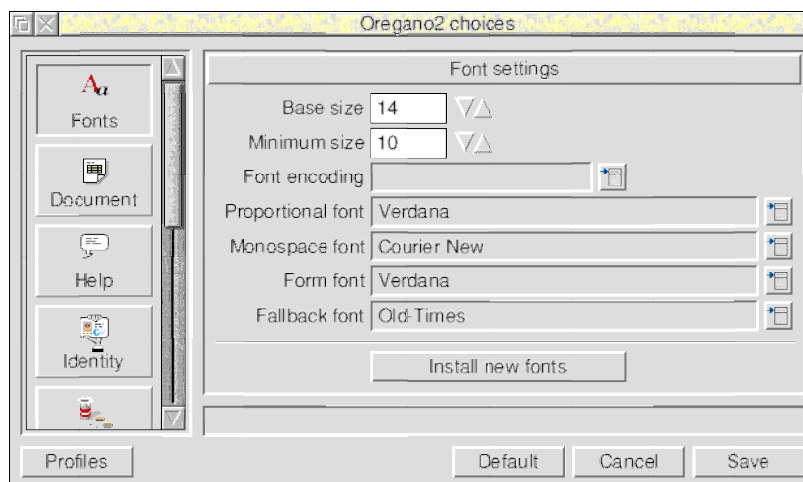 Oregano2 choices
Fonts
Document
Help
Identity
Font settings
Base size 14
Minimum size 10
Font encoding
Proportional font Verdana
Monospace font Courier New
Form font Verdana
Fallback font Old-Times
Install new fonts
Profiles Default Cancel Save